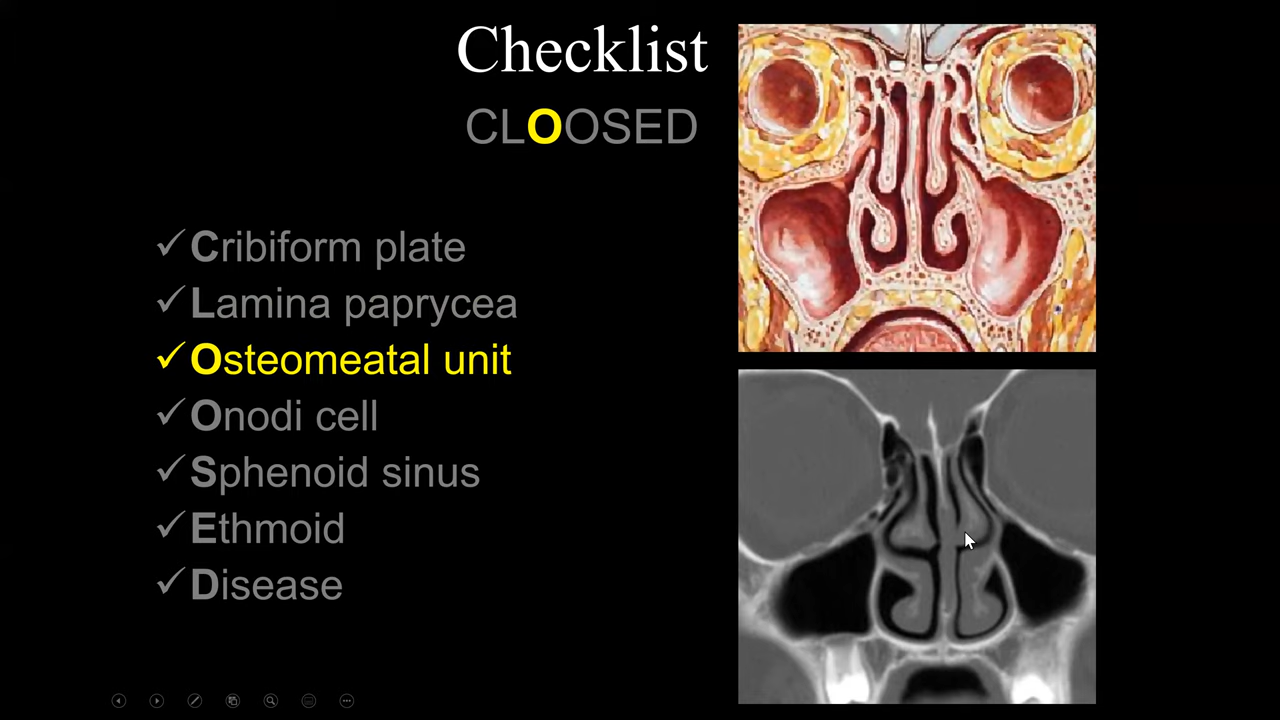 Checklist
CLOOSED
✓Cribiform plate
✓Lamina paprycea
✓Osteomeatal unit
✓Onodi cell
✓Sphenoid sinus
✓Ethmoid
✓Disease